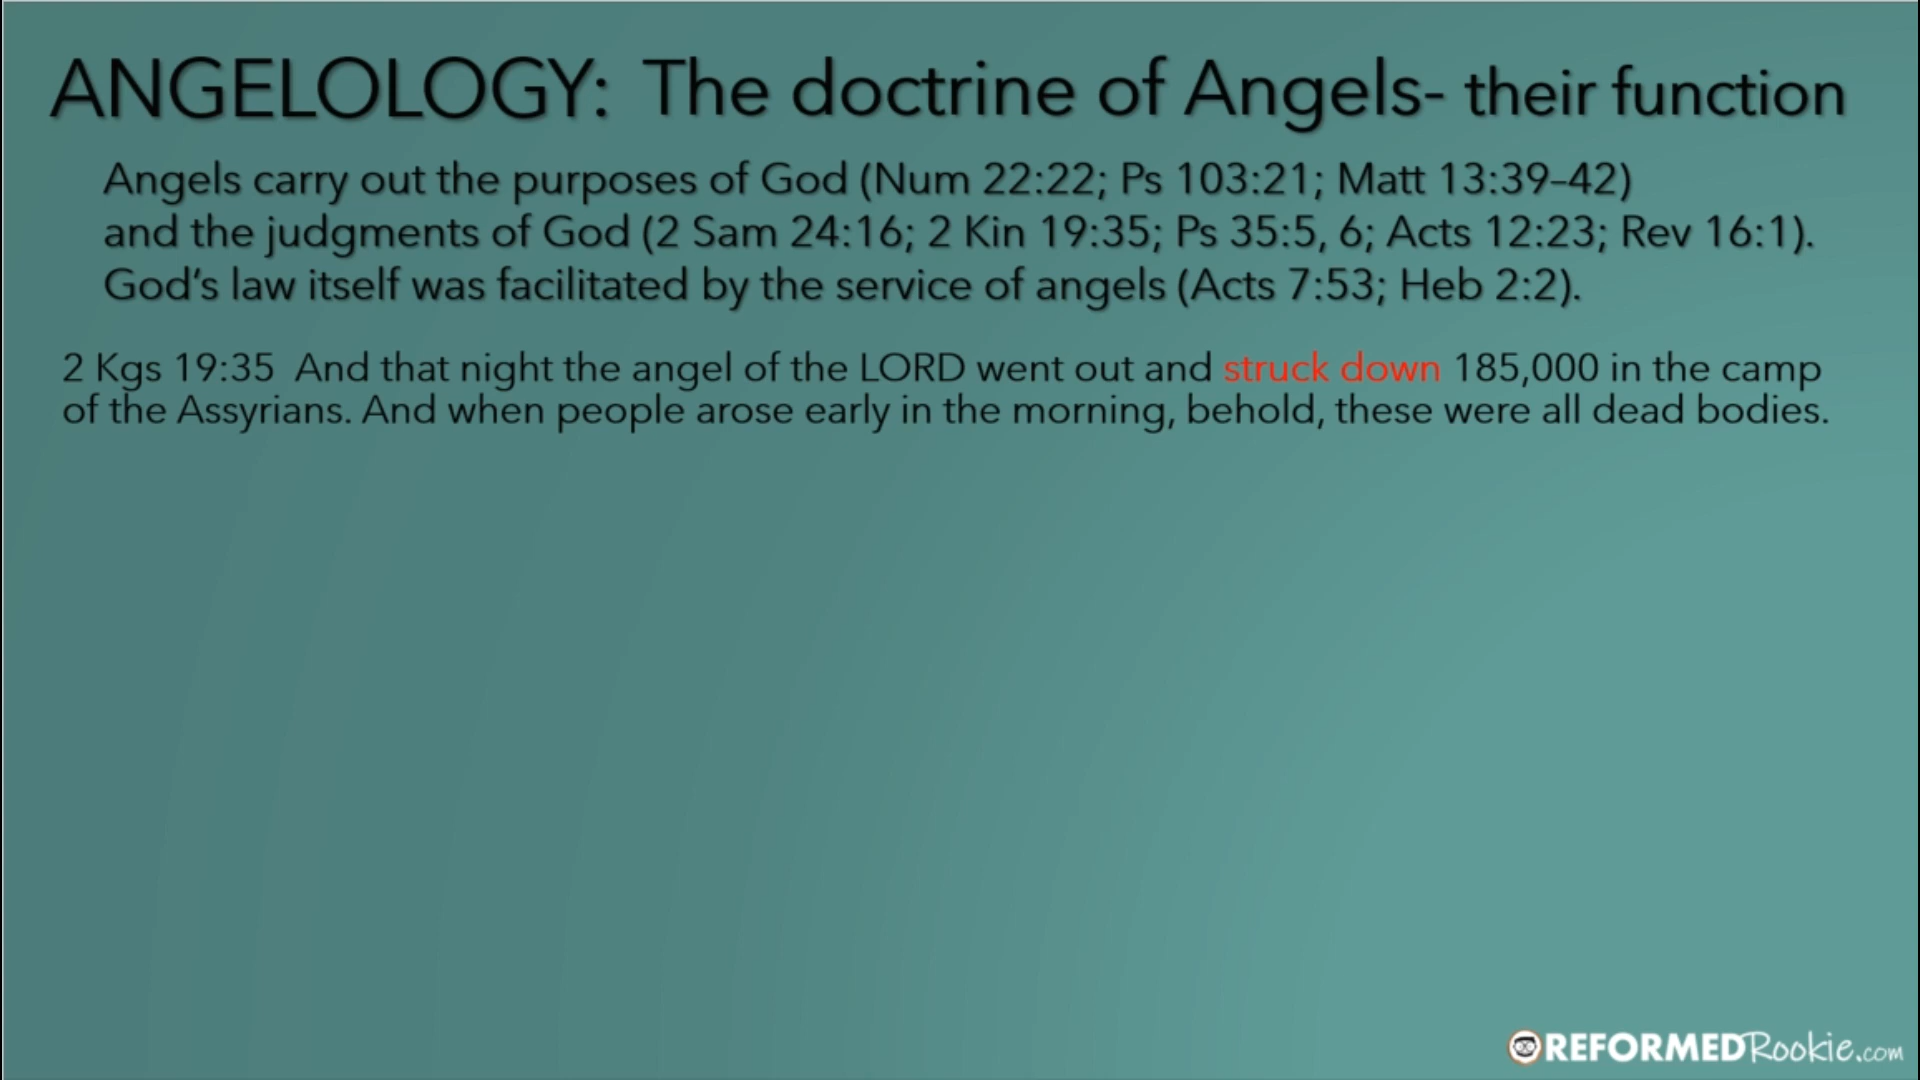 ANGELOLOGY: The doctrine of Angels- their function
Angels carry out the purposes of God (Num 22:22; Ps 103:21; Matt 13:39–42)
and the judgments of God (2 Sam 24:16; 2 Kin 19:35; Ps 35:5, 6; Acts 12:23; Rev 16:1).
God’s law itself was facilitated by the service of angels (Acts 7:53; Heb 2:2).
2 Kgs 19:35 And that night the angel of the LORD went out and struck down 185,000 in the camp
of the Assyrians. And when people arose early in the morning, behold, these were all dead bodies.
REFORMEDRookie.com